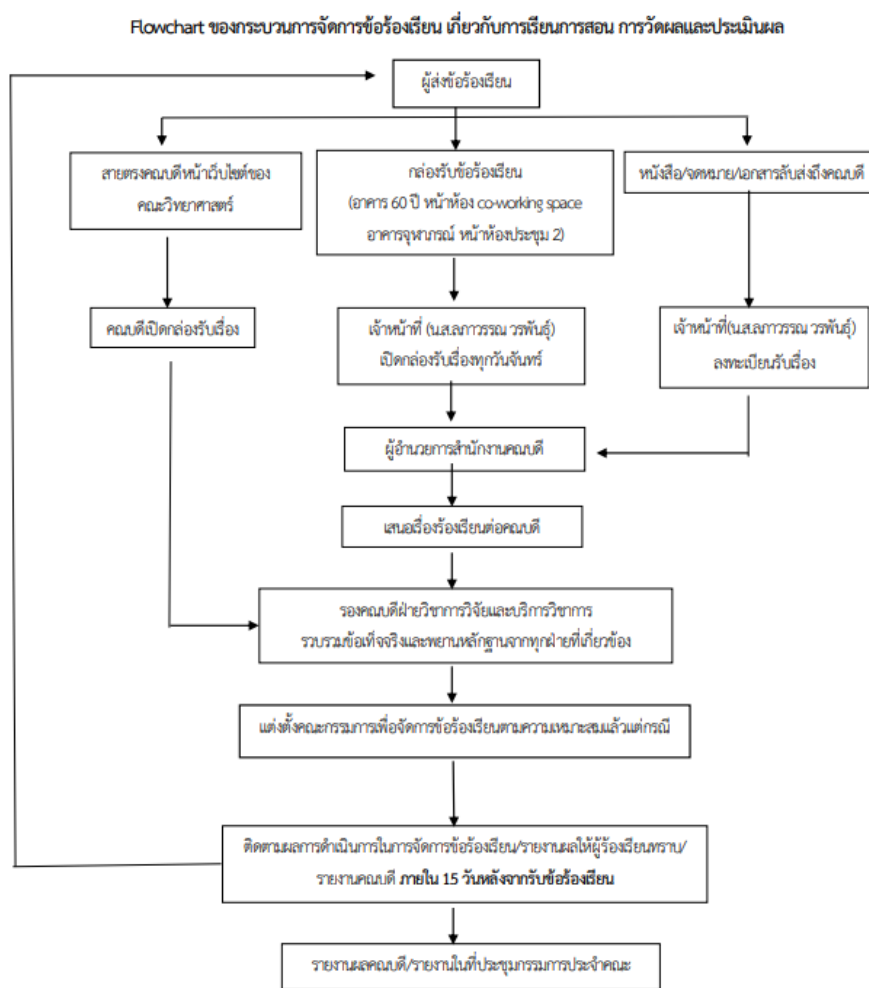 Flowchart ของกระบวนการจัดการข้อร้องเรียน เกี่ยวกับการเรียนการสอน การวัดผลและประเมินผล
ผู้ส่งข้อร้องเรียน
สายตรงคณบดีหน้าเว็บไซต์ของ
คณะวิทยาศาสตร์
กล่องรับข้อร้องเรียน
(อาคาร 60 ปี หน้าห้อง co-working space
อาคารจุฬาภรณ์ หน้าห้องประชุม 2)
หนังสือ/จดหมาย/เอกสารลับส่งถึงคณบดี
คณบดีเปิดกล่องรับเรื่อง
เจ้าหน้าที่ (น.ส.ลภาวรรณ วรพันธุ์)
เปิดกล่องรับเรื่องทุกวันจันทร์
เจ้าหน้าที่(น.ส.ลภาวรรณ วรพันธุ์)
ลงทะเบียนรับเรื่อง
ผู้อำนวยการสำนักงานคณบดี
เสนอเรื่องร้องเรียนต่อคณบดี
รองคณบดีฝ่ายวิชาการวิจัยและบริการวิชาการ
รวบรวมข้อเท็จจริงและพยานหลักฐานจากทุกฝ่ายที่เกี่ยวข้อง
แต่งตั้งคณะกรรมการเพื่อจัดการข้อร้องเรียนตามความเหมาะสมแล้วแต่กรณี
ติดตามผลการดำเนินการในการจัดการข้อร้องเรียน/รายงานผลให้ผู้ร้องเรียนทราบ/
รายงานคณบดี ภายใน 15 วันหลังจากรับข้อร้องเรียน
รายงานผลคณบดี/รายงานในที่ประชุมกรรมการประจำคณะ